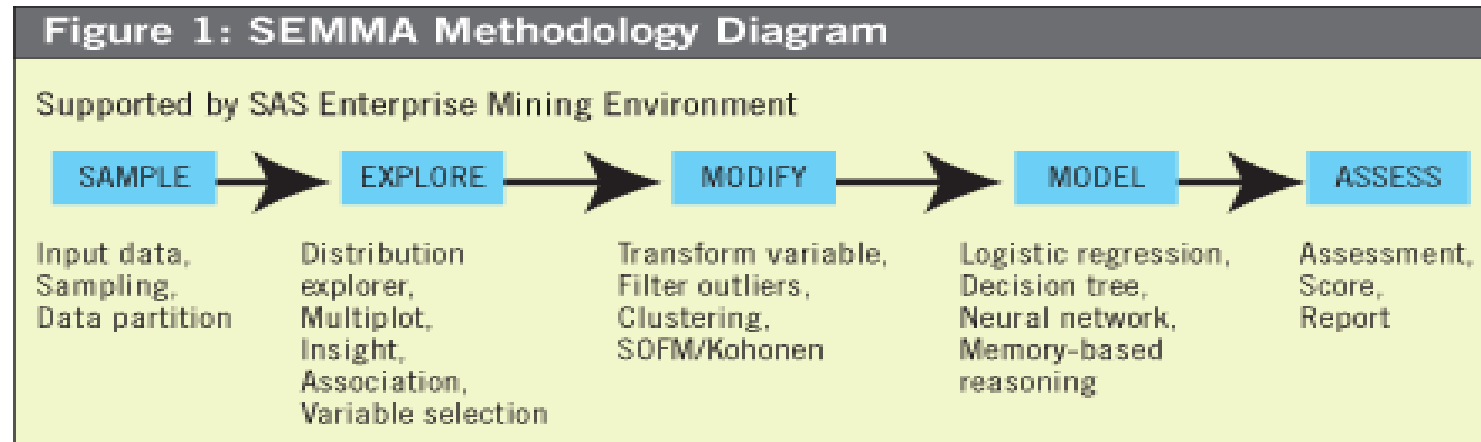 Figure 1: SEMMA Methodology Diagram
Supported by SAS Enterprise Mining Environment
SAMPLE
EXPLORE
MODIFY
MODEL
ASSESS
Input data,
Sampling,
Data partition
Distribution
explorer,
Multiplot,
Insight,
Association,
Variable selection
Transform variable,
Filter outliers,
Clustering,
SOFM/Kohonen
Logistic regression,
Decision tree,
Neural network,
Memory-based
reasoning
Assessment,
Score,
Report